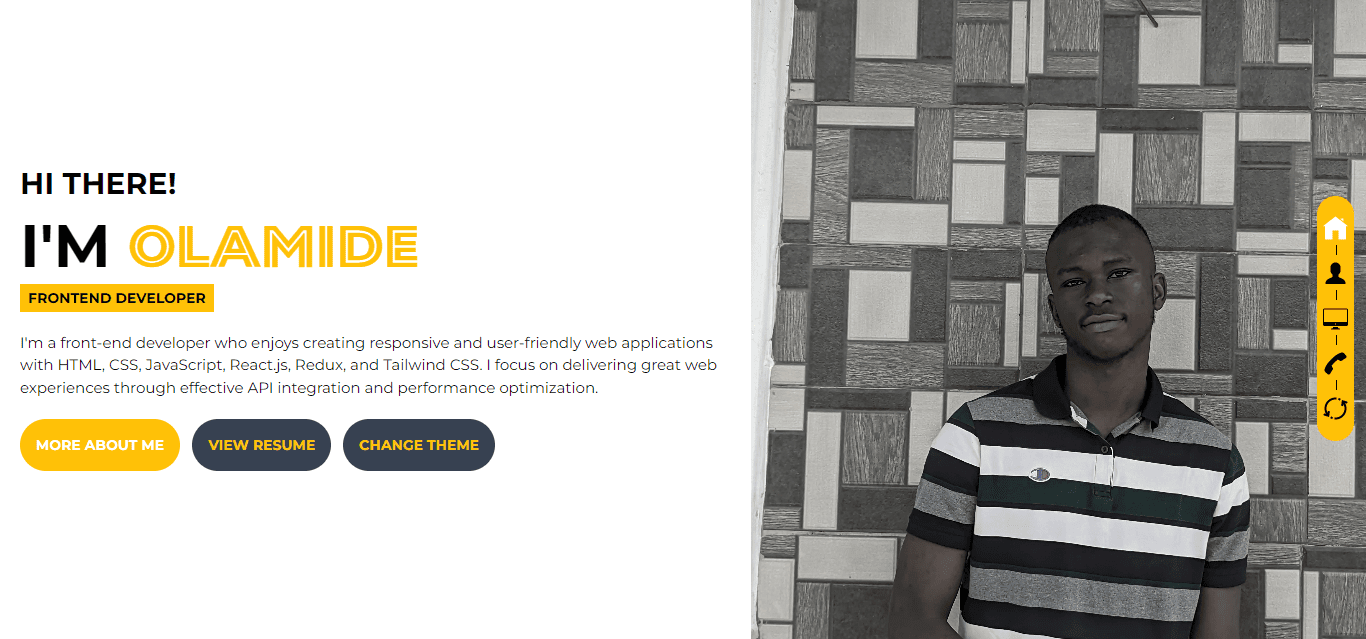 HI THERE!
I'M OLAMIDE
FRONTEND DEVELOPER
I'm a front-end developer who enjoys creating responsive and user-friendly web applications
with HTML, CSS, JavaScript, React.js, Redux, and Tailwind CSS. I focus on delivering great web
experiences through effective API integration and performance optimization.
MORE ABOUT ME
VIEW RESUME
CHANGE THEME